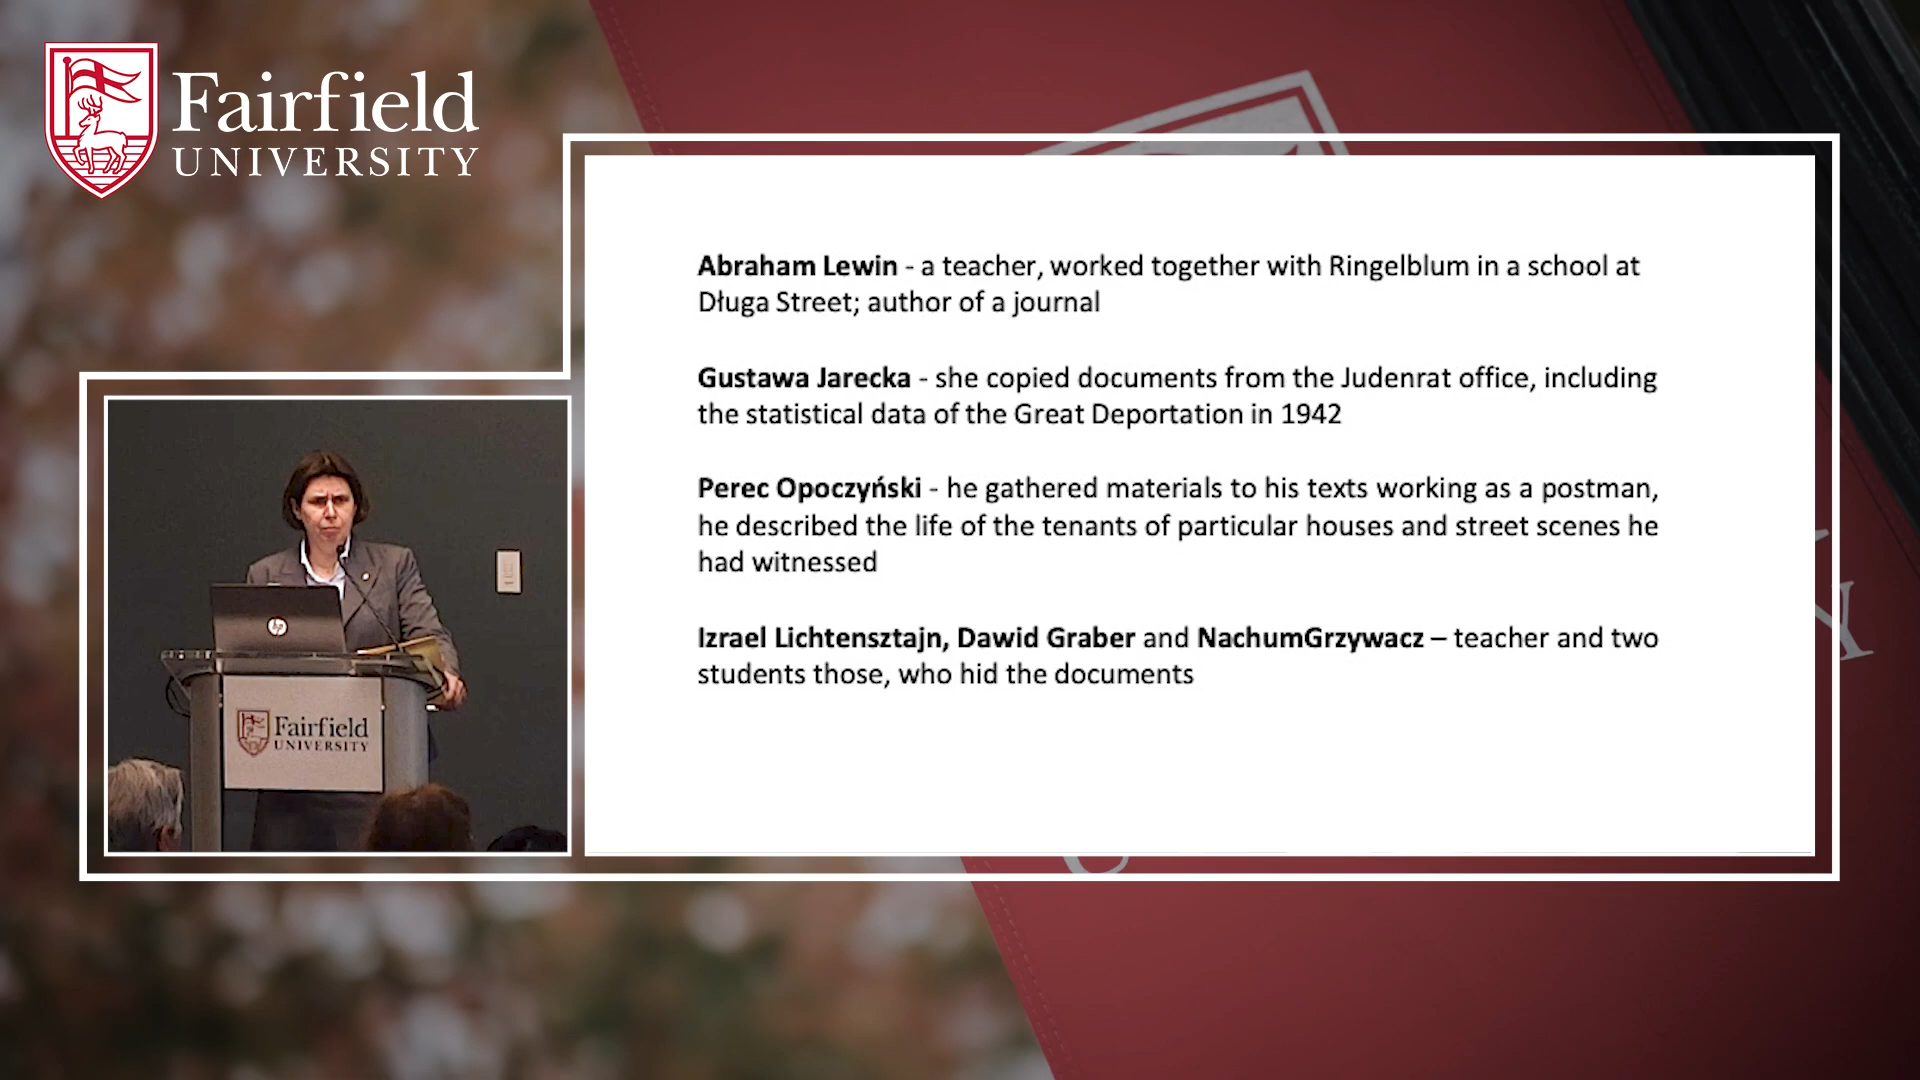 Fairfield
UNIVERSITY
Abraham Lewin - a teacher, worked together with Ringelblum in a school at
Długa Street; author of a journal
Gustawa Jarecka - she copied documents from the Judenrat office, including
the statistical data of the Great Deportation in 1942
Perec Opoczyński - he gathered materials to his texts working as a postman,
he described the life of the tenants of particular houses and street scenes he
had witnessed
Izrael Lichtensztajn, Dawid Graber and NachumGrzywacz – teacher and two
students those, who hid the documents
hp
Fairfield
UNIVERSITY